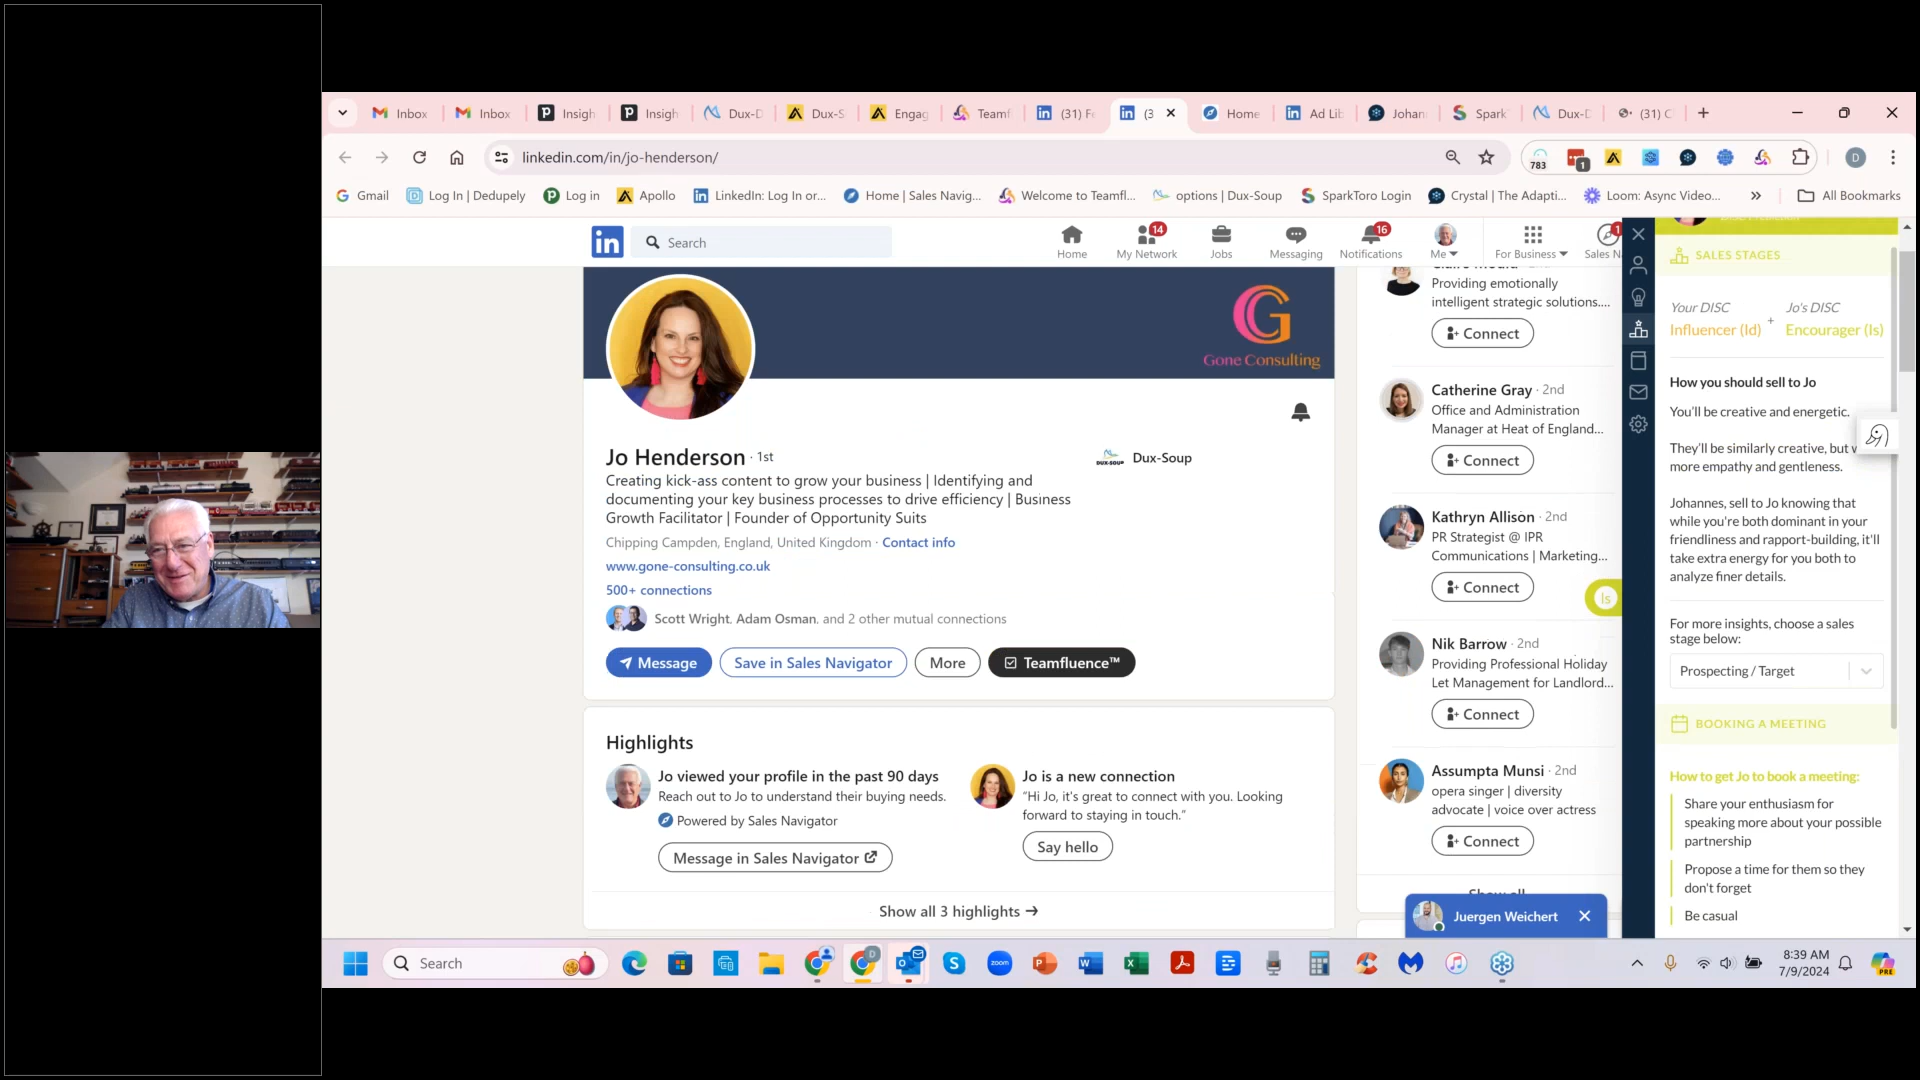 Inbox
Inbox
Insigh
Insigh
Dux-D
Dux-S
Engag
Teamf
(31) Fe
(3
Home
Ad Lib
Johan
Spark
Dux-D
(31) C
linkedin.com/in/jo-henderson/
783
1
D
Gmail
Log In | Dedupely
Log in
Apollo
LinkedIn: Log In or...
Home | Sales Navig...
Welcome to Teamfl...
options | Dux-Soup
SparkToro Login
Crystal | The Adapti...
Loom: Async Video...
All Bookmarks
in
Search
Home
14
My Network
Jobs
Messaging
16
Notifications
Me
For Business
1
Sales N
G
Gone Consulting
Jo Henderson · 1st
Creating kick-ass content to grow your business | Identifying and
documenting your key business processes to drive efficiency | Business
Growth Facilitator | Founder of Opportunity Suits
Chipping Campden, England, United Kingdom · Contact info
www.gone-consulting.co.uk
500+ connections
Scott Wright, Adam Osman, and 2 other mutual connections
DUX-SOUP
Dux-Soup
Message
Save in Sales Navigator
More
Teamfluence™
Highlights
Jo viewed your profile in the past 90 days
Reach out to Jo to understand their buying needs.
Powered by Sales Navigator
Message in Sales Navigator
Jo is a new connection
“Hi Jo, it's great to connect with you. Looking
forward to staying in touch.”
Say hello
Show all 3 highlights →
Providing emotionally
intelligent strategic solutions....
Connect
Catherine Gray · 2nd
Office and Administration
Manager at Heat of England...
Connect
Kathryn Allison · 2nd
PR Strategist @ IPR
Communications | Marketing...
Connect
Nik Barrow · 2nd
Providing Professional Holiday
Let Management for Landlord...
Connect
Assumpta Munsi · 2nd
opera singer | diversity
advocate | voice over actress
Connect
Show all
Juergen Weichert
Is
SALES STAGES
Your DISC
Influencer (Id)
+
Jo's DISC
Encourager (Is)
How you should sell to Jo
You'll be creative and energetic.
They'll be similarly creative, but w
more empathy and gentleness.
Johannes, sell to Jo knowing that
while you're both dominant in your
friendliness and rapport-building, it'll
take extra energy for you both to
analyze finer details.
For more insights, choose a sales
stage below:
Prospecting / Target
BOOKING A MEETING
How to get Jo to book a meeting:
Share your enthusiasm for
speaking more about your possible
partnership
Propose a time for them so they
don't forget
Be casual
Search
zoom
8:39 AM
7/9/2024
PRE